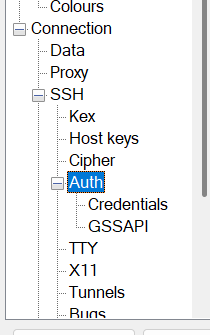 Colours
Connection
Data
Proxy
SSH
Kex
Host keys
Cipher
Auth
Credentials
GSSAPI
TTY
X11
Tunnels
Bugs